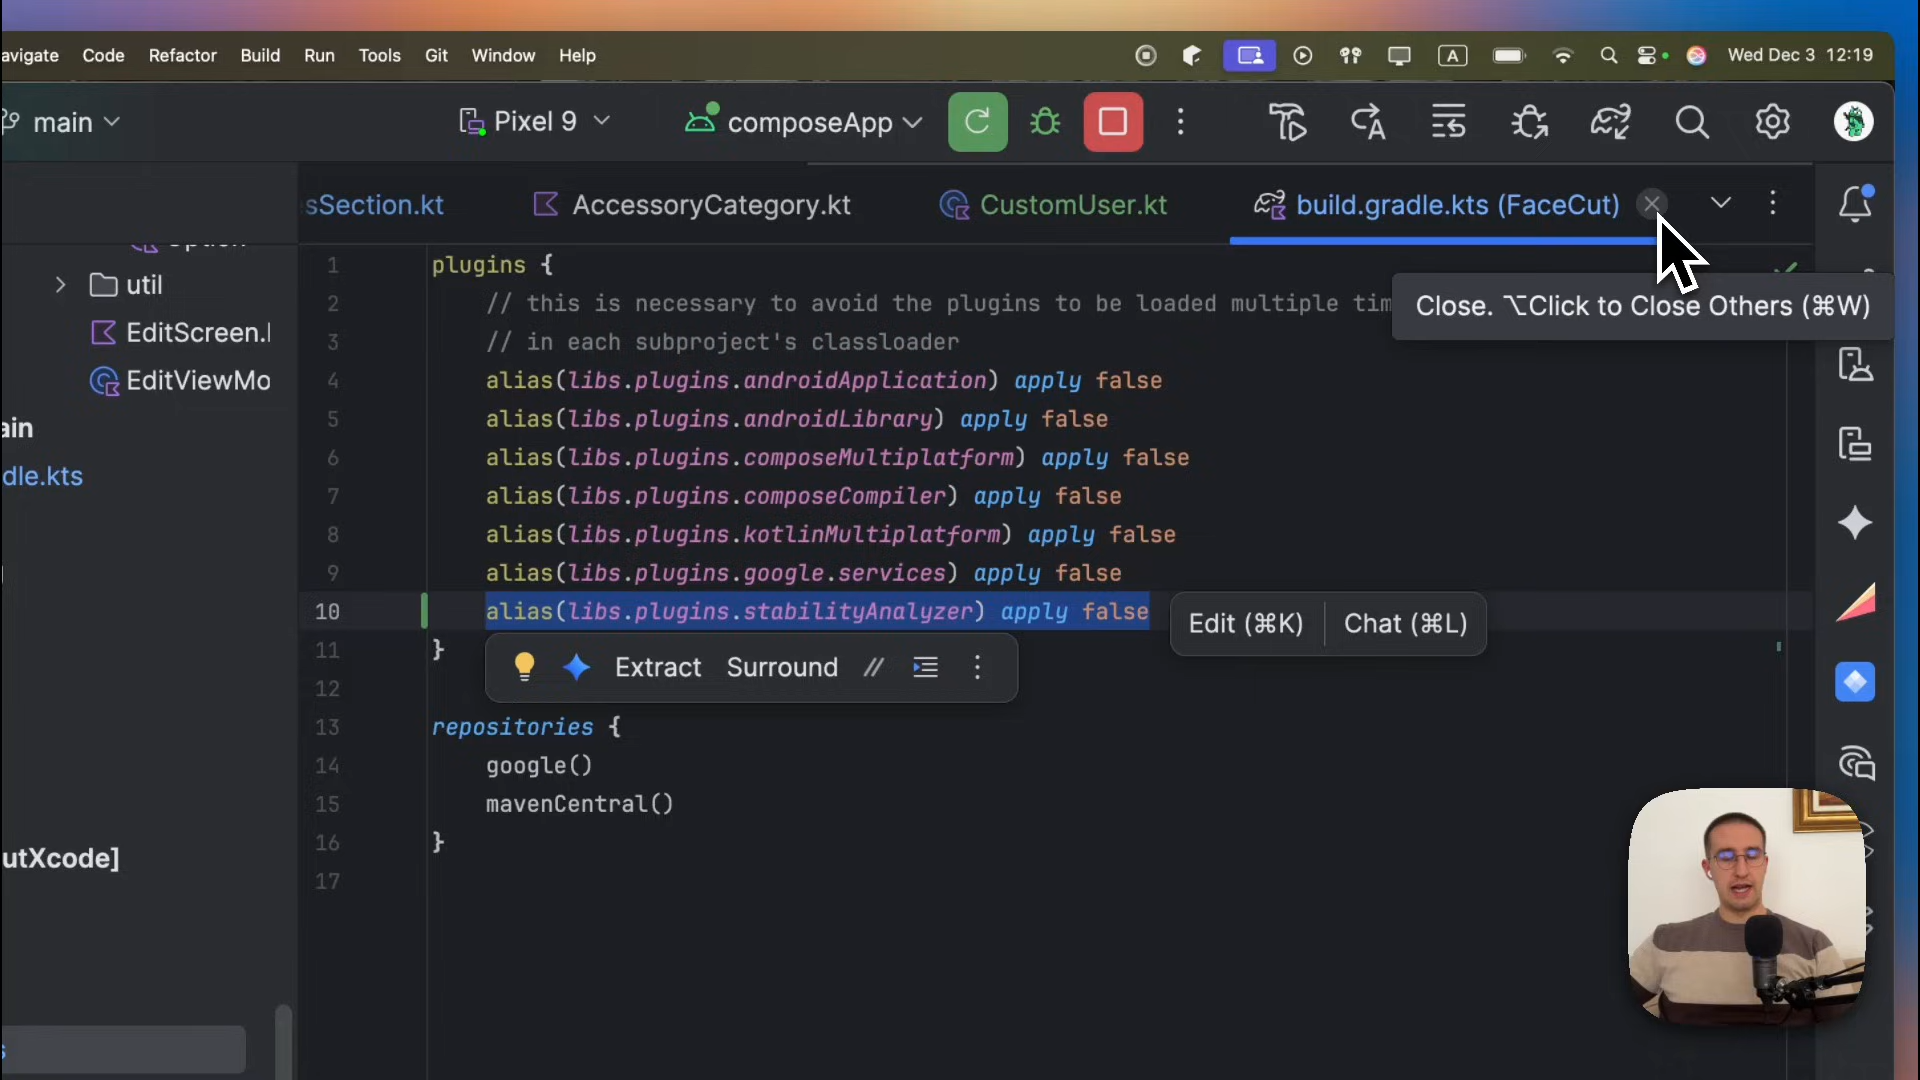 avigate Code Refactor Build Run Tools Git Window Help A Wed Dec 3 12:19
main Pixel 9 composeApp
sSection.kt AccessoryCategory.kt CustomUser.kt build.gradle.kts (FaceCut)
Close. ⌥Click to Close Others (⌘W)
util
EditScreen.
EditViewMo
ain
dle.kts
utXcode]
1 plugins {
2 // this is necessary to avoid the plugins to be loaded multiple tim
3 // in each subproject's classloader
4 alias(libs.plugins.androidApplication) apply false
5 alias(libs.plugins.androidLibrary) apply false
6 alias(libs.plugins.composeMultiplatform) apply false
7 alias(libs.plugins.composeCompiler) apply false
8 alias(libs.plugins.kotlinMultiplatform) apply false
9 alias(libs.plugins.google.services) apply false
10 alias(libs.plugins.stabilityAnalyzer) apply false
Edit (⌘K) Chat (⌘L)
11 }
Extract Surround //
12
13 repositories {
14 google()
15 mavenCentral()
16 }
17